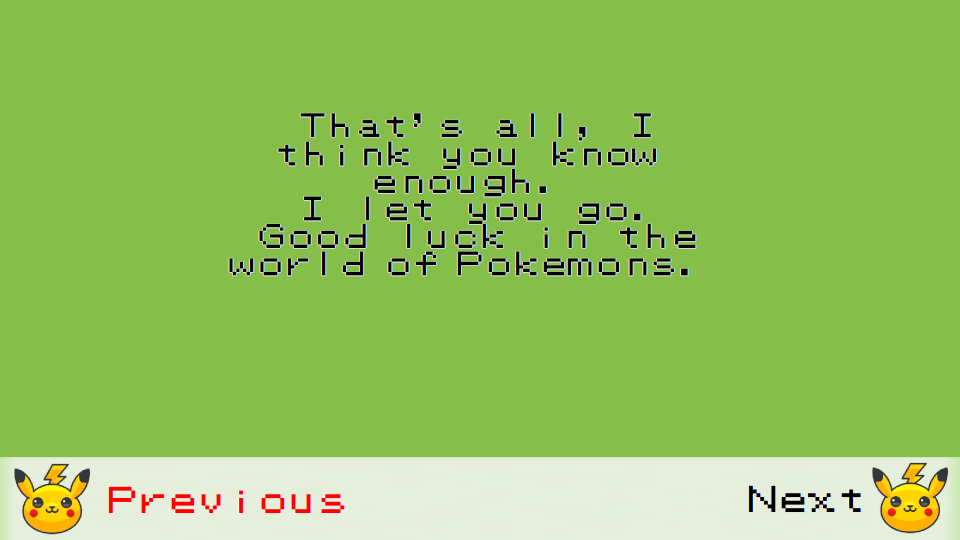 That's all, I
think you know
enough.
I let you go.
Good luck in the
world of Pokemons.
Previous
Next